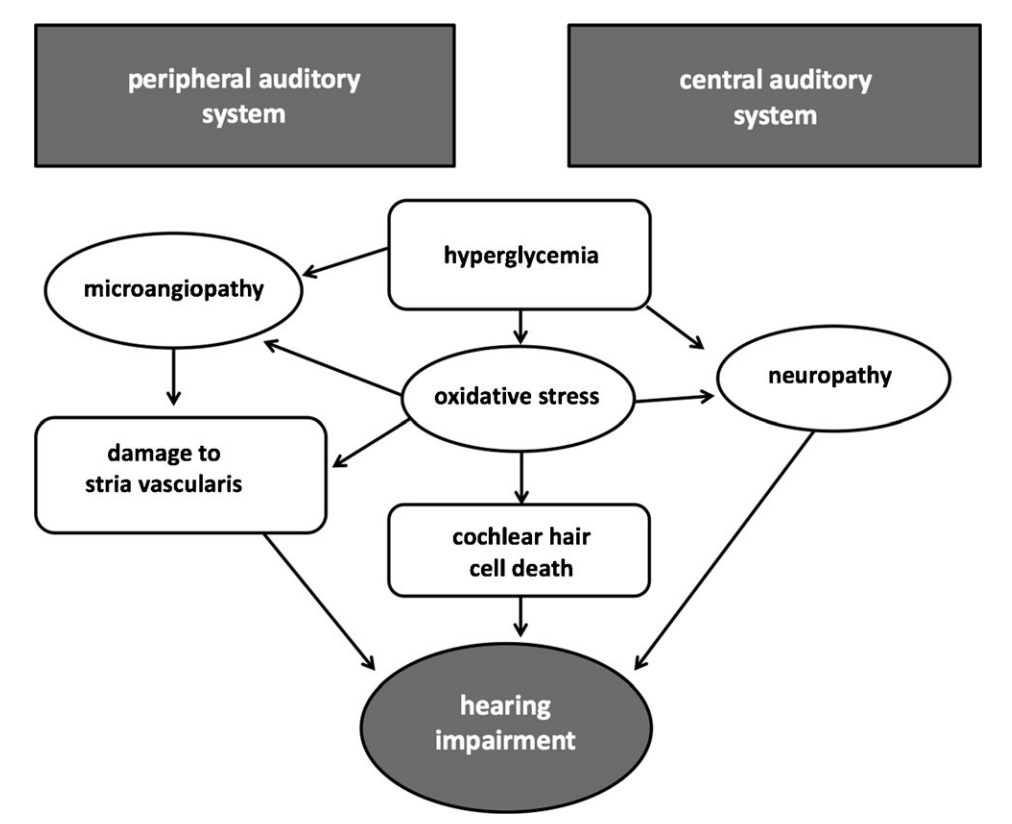 peripheral auditory
system
central auditory
system
hyperglycemia
microangiopathy
neuropathy
oxidative stress
damage to
stria vascularis
cochlear hair
cell death
hearing
impairment